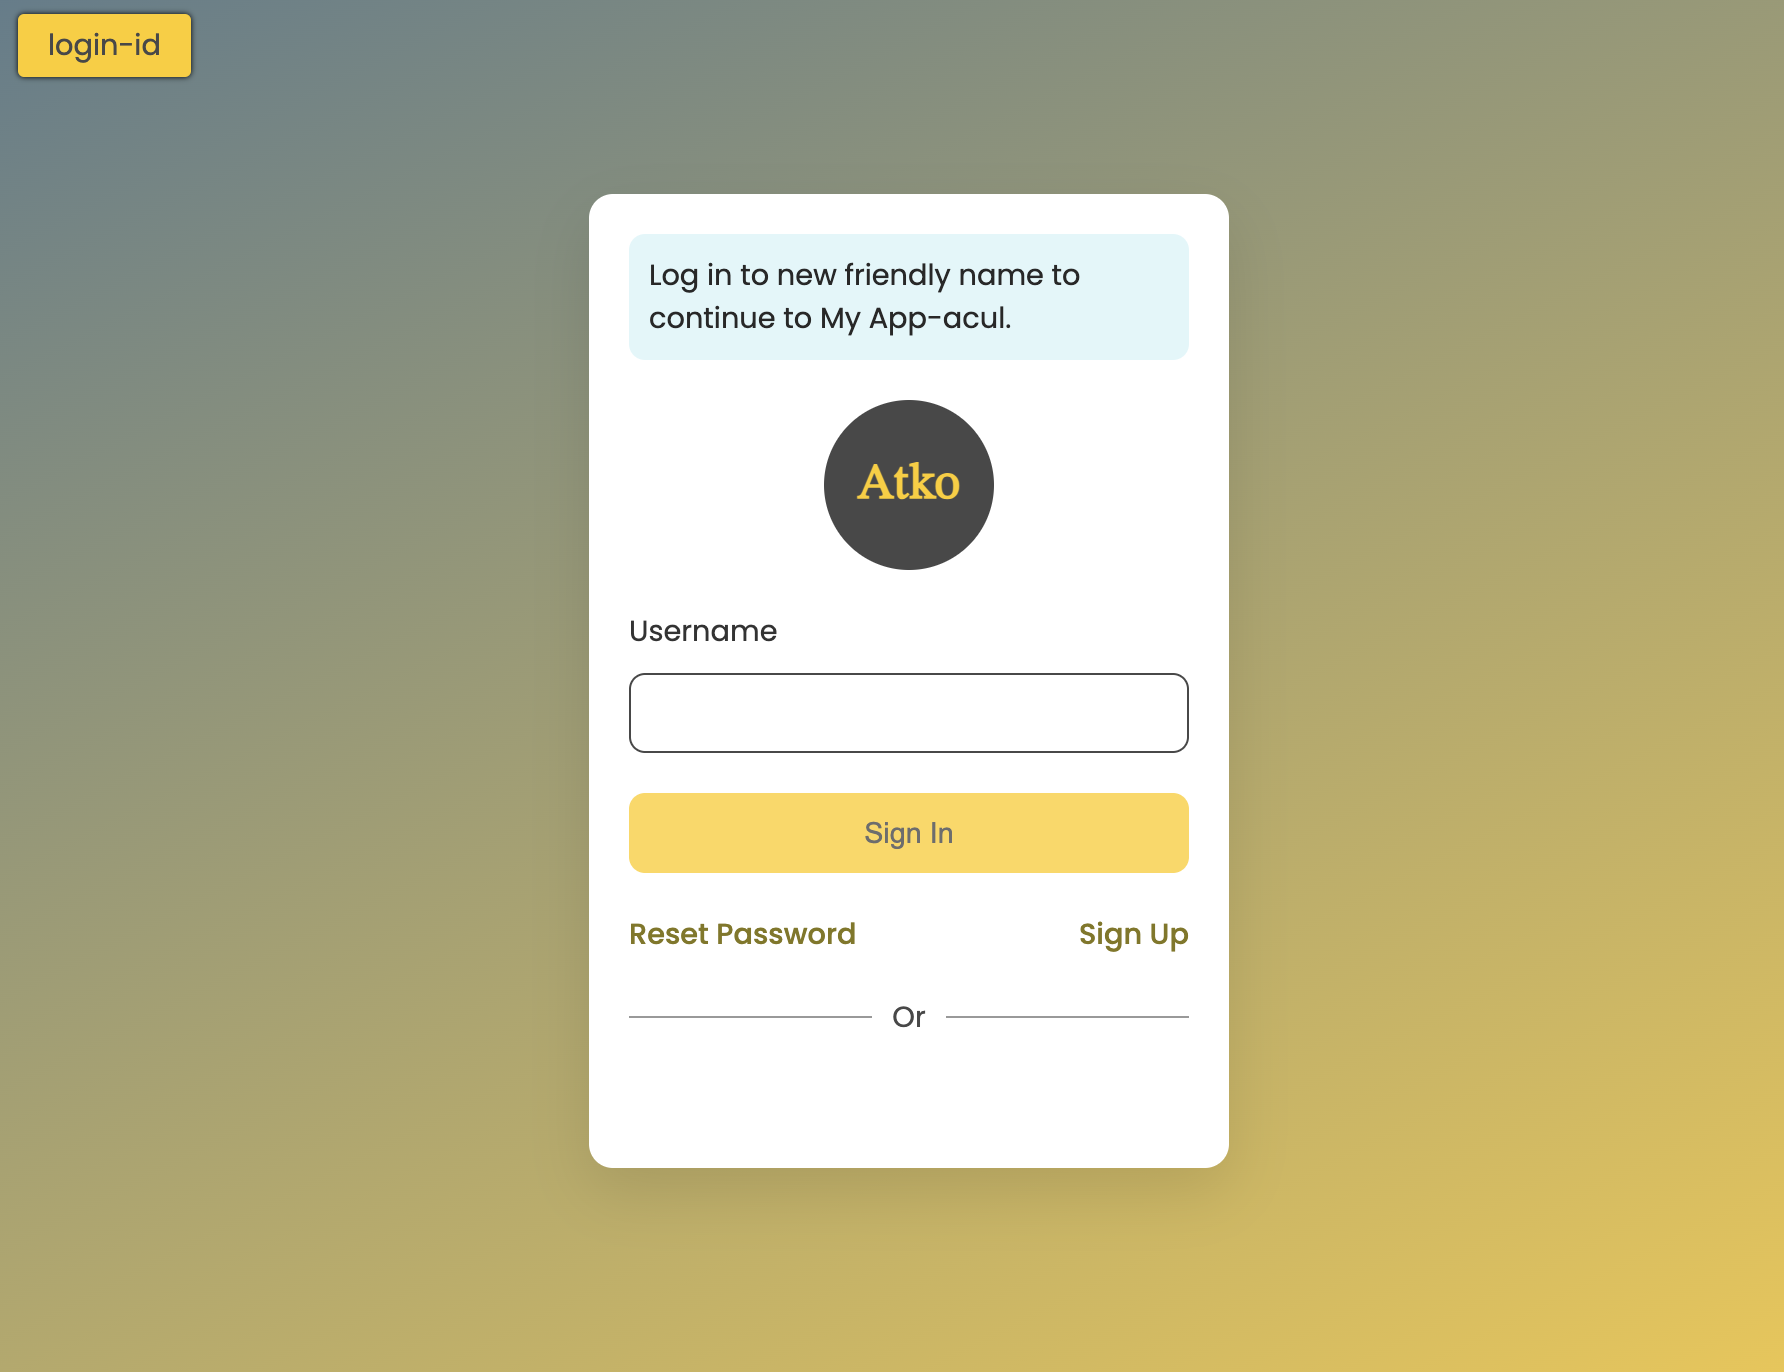 login-id
Log in to new friendly name to
continue to My App-acul.
Atko
Username
Sign In
Reset Password
Sign Up
Or